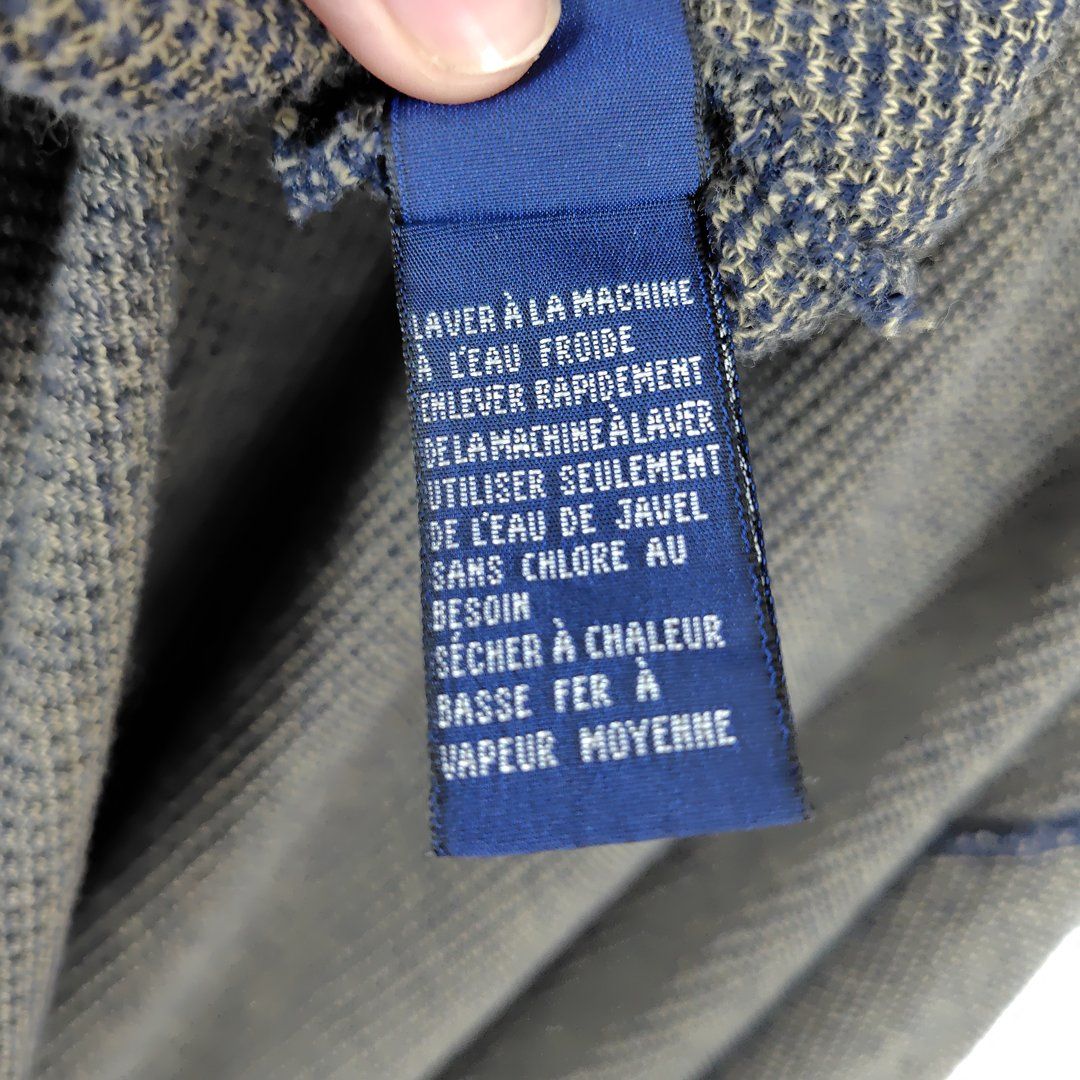 LAVER À LA MACHINE
À L'EAU FROIDE
ENLEVER RAPIDEMENT
DE LA MACHINE À LAVER
UTILISER SEULEMENT
DE L'EAU DE JAVEL
SANS CHLORE AU
BESOIN
SÉCHER À CHALEUR
BASSE FER À
VAPEUR MOYENNE